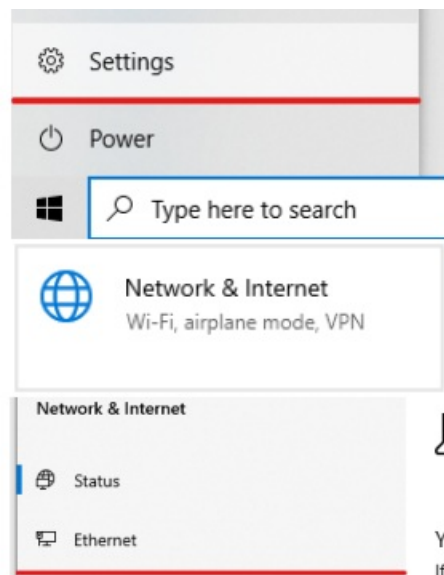 Settings
Power
Type here to search
Network & Internet
Wi-Fi, airplane mode, VPN
Network & Internet
Status
Ethernet